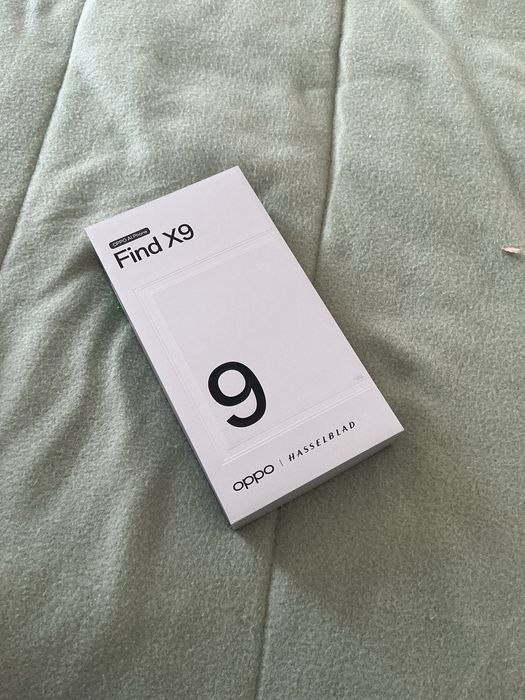 OPPO AI Phone
Find X9
9
oppo | HASSELBLAD